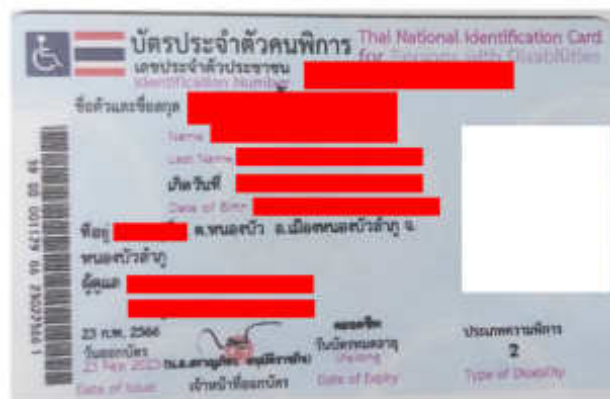 บัตรประจำตัวคนพิการ Thai National Identification Card
for Persons with Disabilities
เลขประจำตัวประชาชน
Identification Number
ชื่อตัวและชื่อสกุล
Name
Last Name
เกิดวันที่
Date of Birth
ที่อยู่ ต.หนองบัว อ.เมืองหนองบัวลำภู จ.
หนองบัวลำภู
ผู้ดูแล
23 ก.พ. 2566
วันออกบัตร
23 Feb 2023
Date of Issue
เจ้าหน้าที่ออกบัตร
ตลอดชีพ
วันบัตรหมดอายุ
Lifelong
Date of Expiry
ประเภทความพิการ
2
Type of Disability